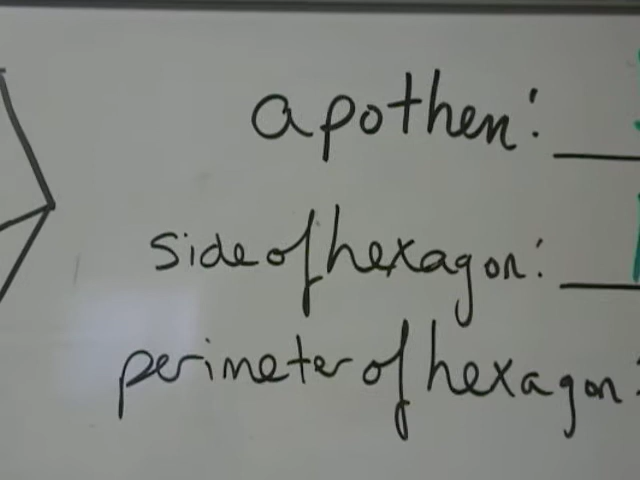 apothen:
side of hexagon:
perimeter of hexagon: